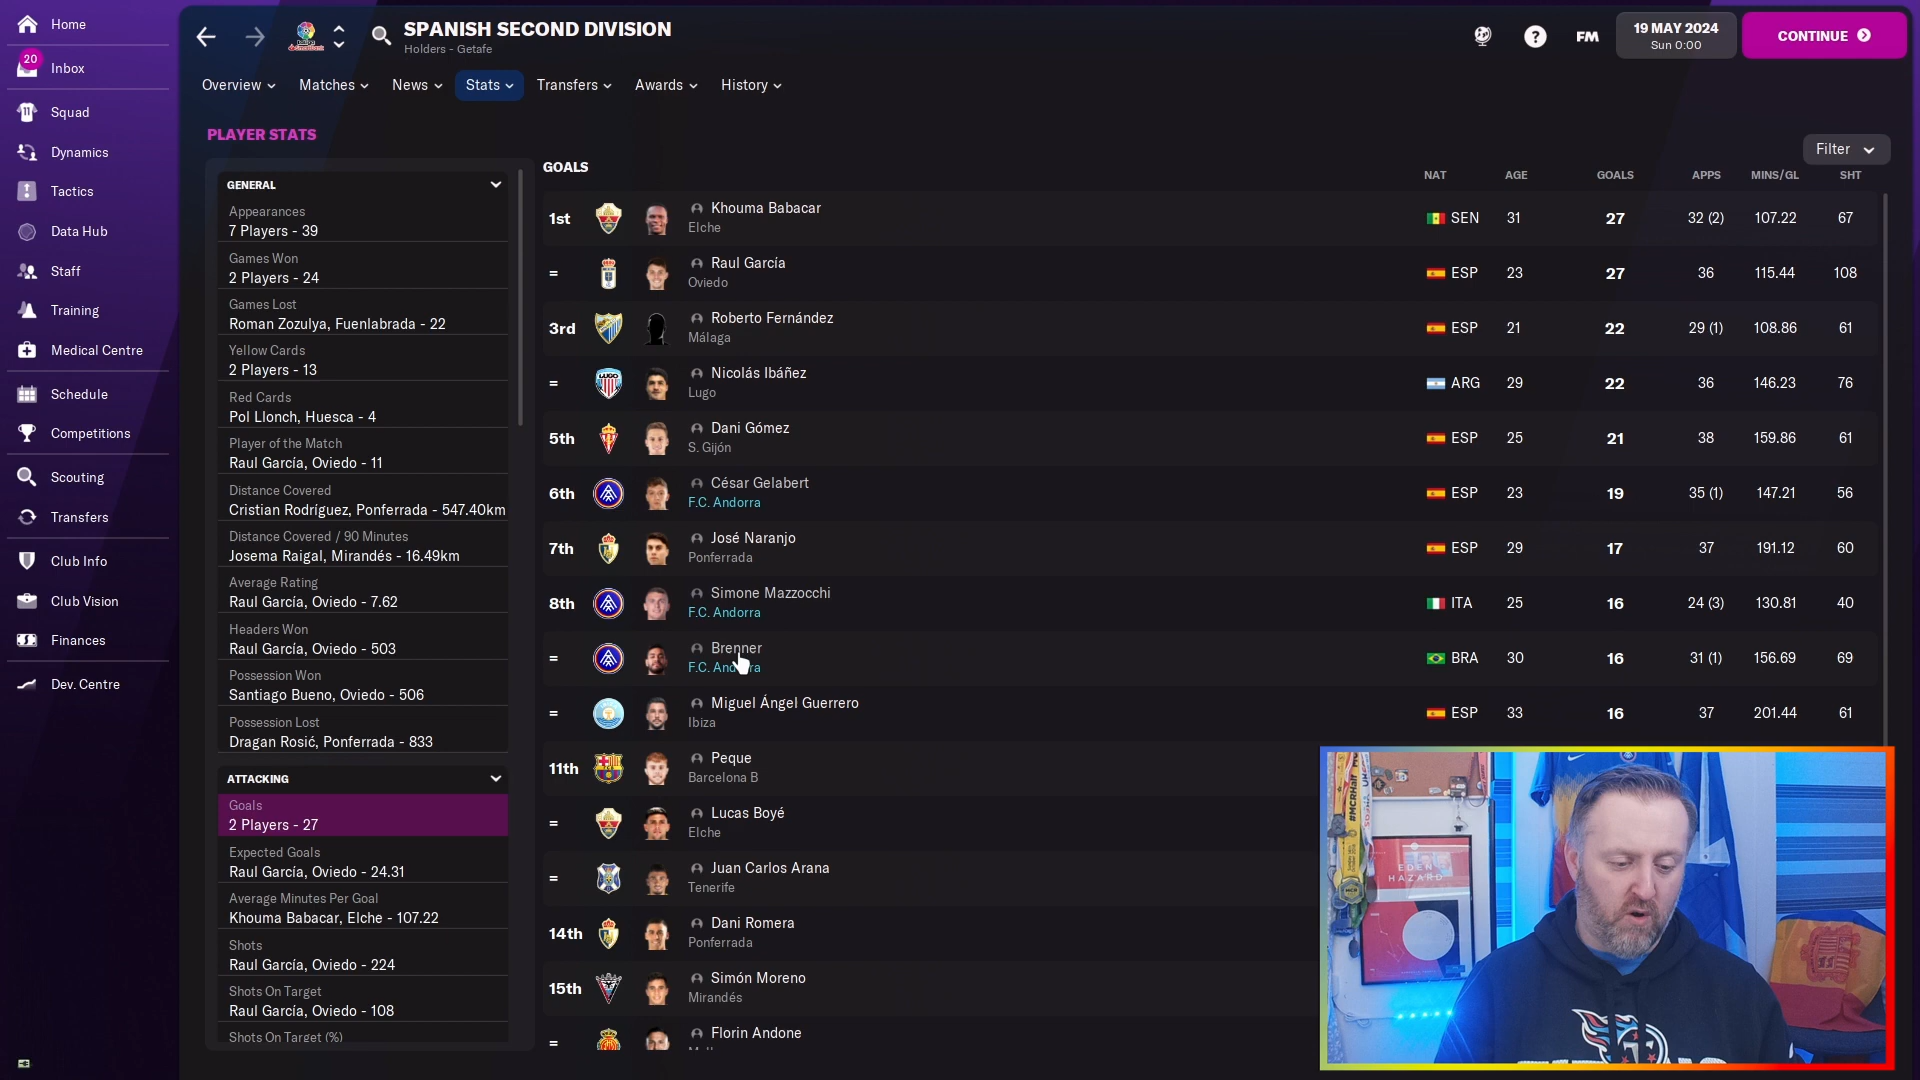 Home
20
Inbox
Squad
Dynamics
Tactics
Data Hub
Staff
Training
Medical Centre
Schedule
Competitions
Scouting
Transfers
Club Info
Club Vision
Finances
Dev. Centre
SPANISH SECOND DIVISION
Holders - Getafe
FM
19 MAY 2024
Sun 0:00
CONTINUE
Overview
Matches
News
Stats
Transfers
Awards
History
PLAYER STATS
Filter
GENERAL
Appearances
7 Players - 39
Games Won
2 Players - 24
Games Lost
Roman Zozulya, Fuenlabrada - 22
Yellow Cards
2 Players - 13
Red Cards
Pol Llonch, Huesca - 4
Player of the Match
Raul García, Oviedo - 11
Distance Covered
Cristian Rodríguez, Ponferrada - 547.40km
Distance Covered / 90 Minutes
Josema Raigal, Mirandés - 16.49km
Average Rating
Raul García, Oviedo - 7.62
Headers Won
Raul García, Oviedo - 503
Possession Won
Santiago Bueno, Oviedo - 506
Possession Lost
Dragan Rosić, Ponferrada - 833
ATTACKING
Goals
2 Players - 27
Expected Goals
Raul García, Oviedo - 24.31
Average Minutes Per Goal
Khouma Babacar, Elche - 107.22
Shots
Raul García, Oviedo - 224
Shots On Target
Raul García, Oviedo - 108
Shots On Target (%)
GOALS NAT AGE GOALS APPS MINS/GL SHT
1st Khouma Babacar SEN 31 27 32 (2) 107.22 67
Elche
= Raul García ESP 23 27 36 115.44 108
Oviedo
3rd Roberto Fernández ESP 21 22 29 (1) 108.86 61
Málaga
= Nicolás Ibáñez ARG 29 22 36 146.23 76
Lugo
5th Dani Gómez ESP 25 21 38 159.86 61
S. Gijón
6th César Gelabert ESP 23 19 35 (1) 147.21 56
F.C. Andorra
7th José Naranjo ESP 29 17 37 191.12 60
Ponferrada
8th Simone Mazzocchi ITA 25 16 24 (3) 130.81 40
F.C. Andorra
= Brenner BRA 30 16 31 (1) 156.69 69
F.C. Andorra
= Miguel Ángel Guerrero ESP 33 16 37 201.44 61
Ibiza
11th Peque
Barcelona B
= Lucas Boyé
Elche
= Juan Carlos Arana
Tenerife
14th Dani Romera
Ponferrada
15th Simón Moreno
Mirandés
= Florin Andone
EDEN
HAZARD